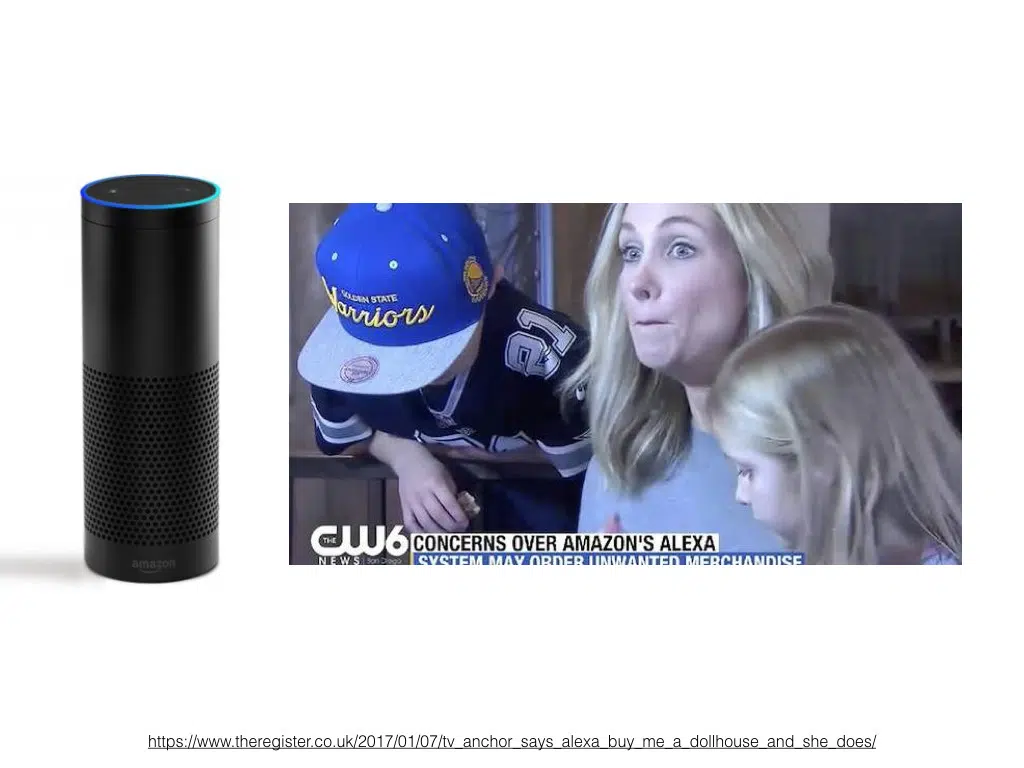 GOLDEN STATE
Warriors
21
THE CW6
NEWS San Diego
CONCERNS OVER AMAZON'S ALEXA
SYSTEM MAY ORDER UNWANTED MERCHANDISE
amazon
https://www.theregister.co.uk/2017/01/07/tv_anchor_says_alexa_buy_me_a_dollhouse_and_she_does/